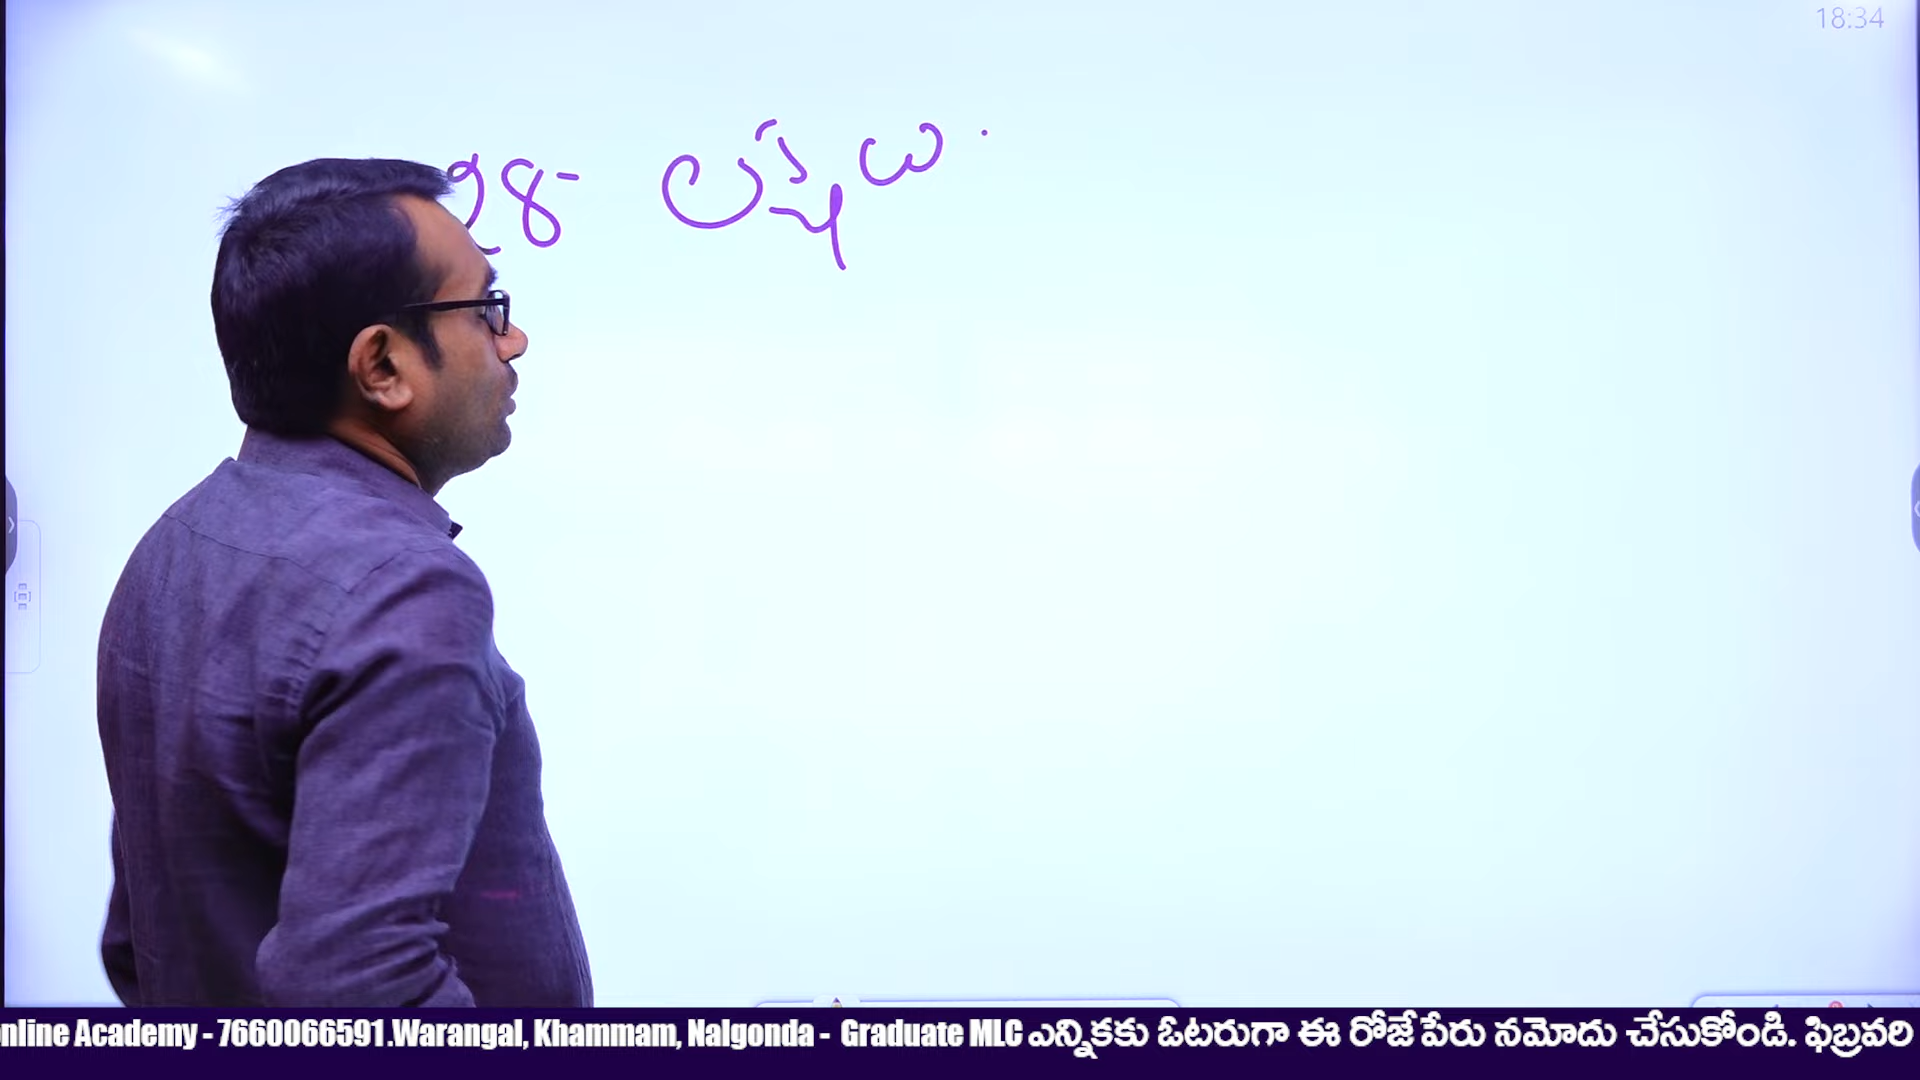 18:34
28 లక్షలు.
nline Academy - 7660066591.Warangal, Khammam, Nalgonda - Graduate MLC ఎన్నికకు ఓటరుగా ఈ రోజే పేరు నమోదు చేసుకోండి. ఫిబ్రవరి